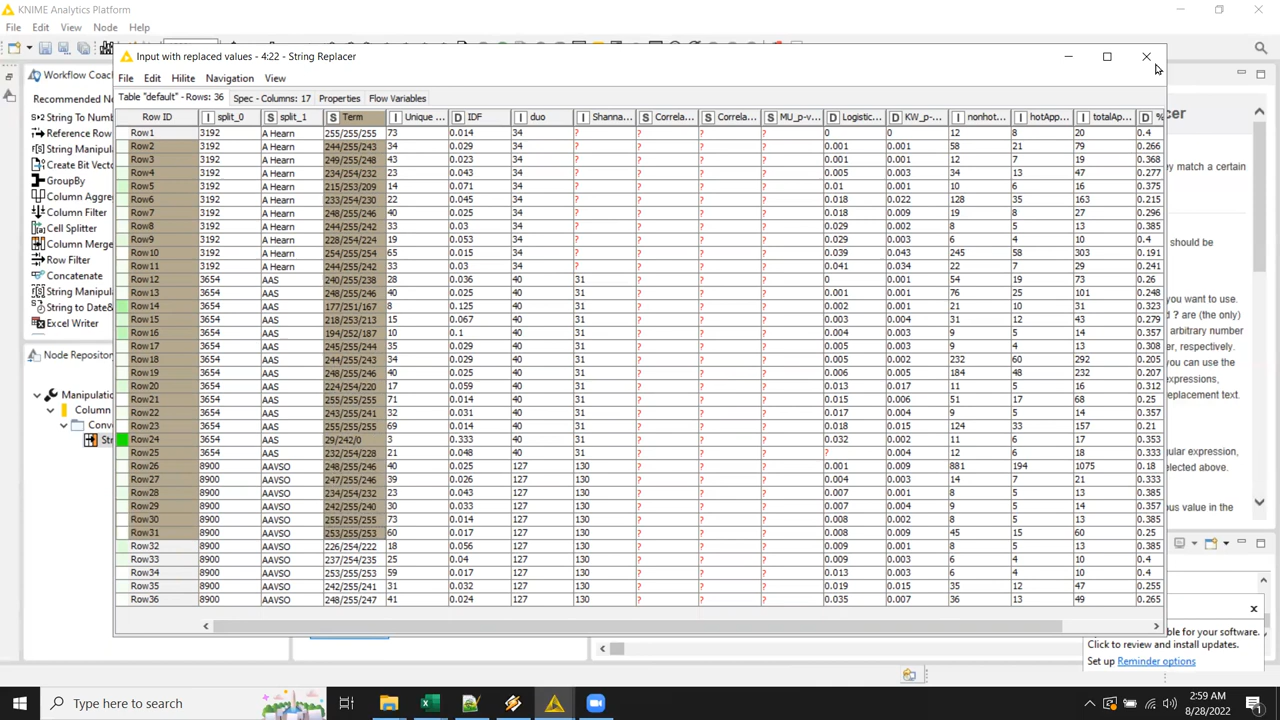 KNIME Analytics Platform
File Edit View Node Help
Input with replaced values - 4:22 - String Replacer
File Edit Hilite Navigation View
Table "default" - Rows: 36 Spec - Columns: 17 Properties Flow Variables
Row ID I split_0 S split_1 S Term I Unique ... D IDF I duo I Shanna... S Correla... S Correla... S MU_p-v... D Logistic... D KW_p-... I nonhot... I hotApp... I totalAp... D %
Row1 3192 A Hearn 255/255/255 73 0.014 34 ? ? ? ? 0 0 12 8 20 0.4
Row2 3192 A Hearn 244/255/243 34 0.029 34 ? ? ? ? 0.001 0.001 58 21 79 0.266
Row3 3192 A Hearn 249/255/248 43 0.023 34 ? ? ? ? 0.001 0.001 12 7 19 0.368
Row4 3192 A Hearn 234/254/232 23 0.043 34 ? ? ? ? 0.005 0.003 34 13 47 0.277
Row5 3192 A Hearn 215/253/209 14 0.071 34 ? ? ? ? 0.01 0.01 10 6 16 0.375
Row6 3192 A Hearn 233/254/230 22 0.045 34 ? ? ? ? 0.018 0.022 128 35 163 0.215
Row7 3192 A Hearn 248/255/246 40 0.025 34 ? ? ? ? 0.018 0.009 19 8 27 0.296
Row8 3192 A Hearn 244/255/242 33 0.03 34 ? ? ? ? 0.029 0.002 8 5 13 0.385
Row9 3192 A Hearn 228/254/224 19 0.053 34 ? ? ? ? 0.029 0.003 6 4 10 0.4
Row10 3192 A Hearn 254/255/254 65 0.015 34 ? ? ? ? 0.039 0.043 245 58 303 0.191
Row11 3192 A Hearn 244/255/242 33 0.03 34 ? ? ? ? 0.041 0.034 22 7 29 0.241
Row12 3654 AAS 240/255/238 28 0.036 40 31 ? ? ? 0 0.001 54 19 73 0.26
Row13 3654 AAS 248/255/246 40 0.025 40 31 ? ? ? 0.001 0.001 76 25 101 0.248
Row14 3654 AAS 177/251/167 8 0.125 40 31 ? ? ? 0.002 0.001 21 10 31 0.323
Row15 3654 AAS 218/253/213 15 0.067 40 31 ? ? ? 0.003 0.004 31 12 43 0.279
Row16 3654 AAS 194/252/187 10 0.1 40 31 ? ? ? 0.004 0.003 9 5 14 0.357
Row17 3654 AAS 245/255/244 35 0.029 40 31 ? ? ? 0.005 0.003 9 4 13 0.308
Row18 3654 AAS 244/255/243 34 0.029 40 31 ? ? ? 0.005 0.002 232 60 292 0.205
Row19 3654 AAS 248/255/246 40 0.025 40 31 ? ? ? 0.006 0.005 184 48 232 0.207
Row20 3654 AAS 224/254/220 17 0.059 40 31 ? ? ? 0.013 0.017 11 5 16 0.312
Row21 3654 AAS 255/255/255 71 0.014 40 31 ? ? ? 0.015 0.009 51 17 68 0.25
Row22 3654 AAS 243/255/241 32 0.031 40 31 ? ? ? 0.017 0.004 9 5 14 0.357
Row23 3654 AAS 255/255/255 69 0.014 40 31 ? ? ? 0.018 0.015 124 33 157 0.21
Row24 3654 AAS 29/242/0 3 0.333 40 31 ? ? ? 0.032 0.002 11 6 17 0.353
Row25 3654 AAS 232/254/228 21 0.048 40 31 ? ? ? ? 0.004 12 6 18 0.333
Row26 8900 AAVSO 248/255/246 40 0.025 127 130 ? ? ? 0.001 0.009 881 194 1075 0.18
Row27 8900 AAVSO 247/255/246 39 0.026 127 130 ? ? ? 0.004 0.009 14 7 21 0.333
Row28 8900 AAVSO 234/254/232 23 0.043 127 130 ? ? ? 0.007 0.001 8 5 13 0.385
Row29 8900 AAVSO 242/255/240 30 0.033 127 130 ? ? ? 0.007 0.002 9 5 14 0.357
Row30 8900 AAVSO 255/255/255 73 0.014 127 130 ? ? ? 0.008 0.001 8 5 13 0.385
Row31 8900 AAVSO 253/255/253 60 0.017 127 130 ? ? ? 0.008 0.009 45 15 60 0.25
Row32 8900 AAVSO 226/254/222 18 0.056 127 130 ? ? ? 0.009 0.001 8 5 13 0.385
Row33 8900 AAVSO 237/254/235 25 0.04 127 130 ? ? ? 0.009 0.003 6 4 10 0.4
Row34 8900 AAVSO 253/255/253 59 0.017 127 130 ? ? ? 0.011 0.003 6 4 10 0.4
Row35 8900 AAVSO 242/255/241 31 0.032 127 130 ? ? ? 0.019 0.015 35 12 47 0.255
Row36 8900 AAVSO 248/255/247 41 0.024 127 130 ? ? ? 0.035 0.007 36 13 49 0.265
Workflow Coac
Recommended No
String To Numb
Reference Row
String Manipul
Create Bit Vecto
GroupBy
Column Aggre
Column Filter
Cell Splitter
Column Merge
Row Filter
Concatenate
String Manipul
String to Date&
Excel Writer
Node Repositor
Manipulati
Column
Conv
Str
cer
ey match a certain
should be
you want to use.
d ? are (the only)
arbitrary number
r, respectively.
you can use the
expressions,
replacement text.
gular expression,
elected above.
us value in the
ble for your software.
Click to review and install updates.
Set up Reminder options
Type here to search
2:59 AM
8/28/2022
1